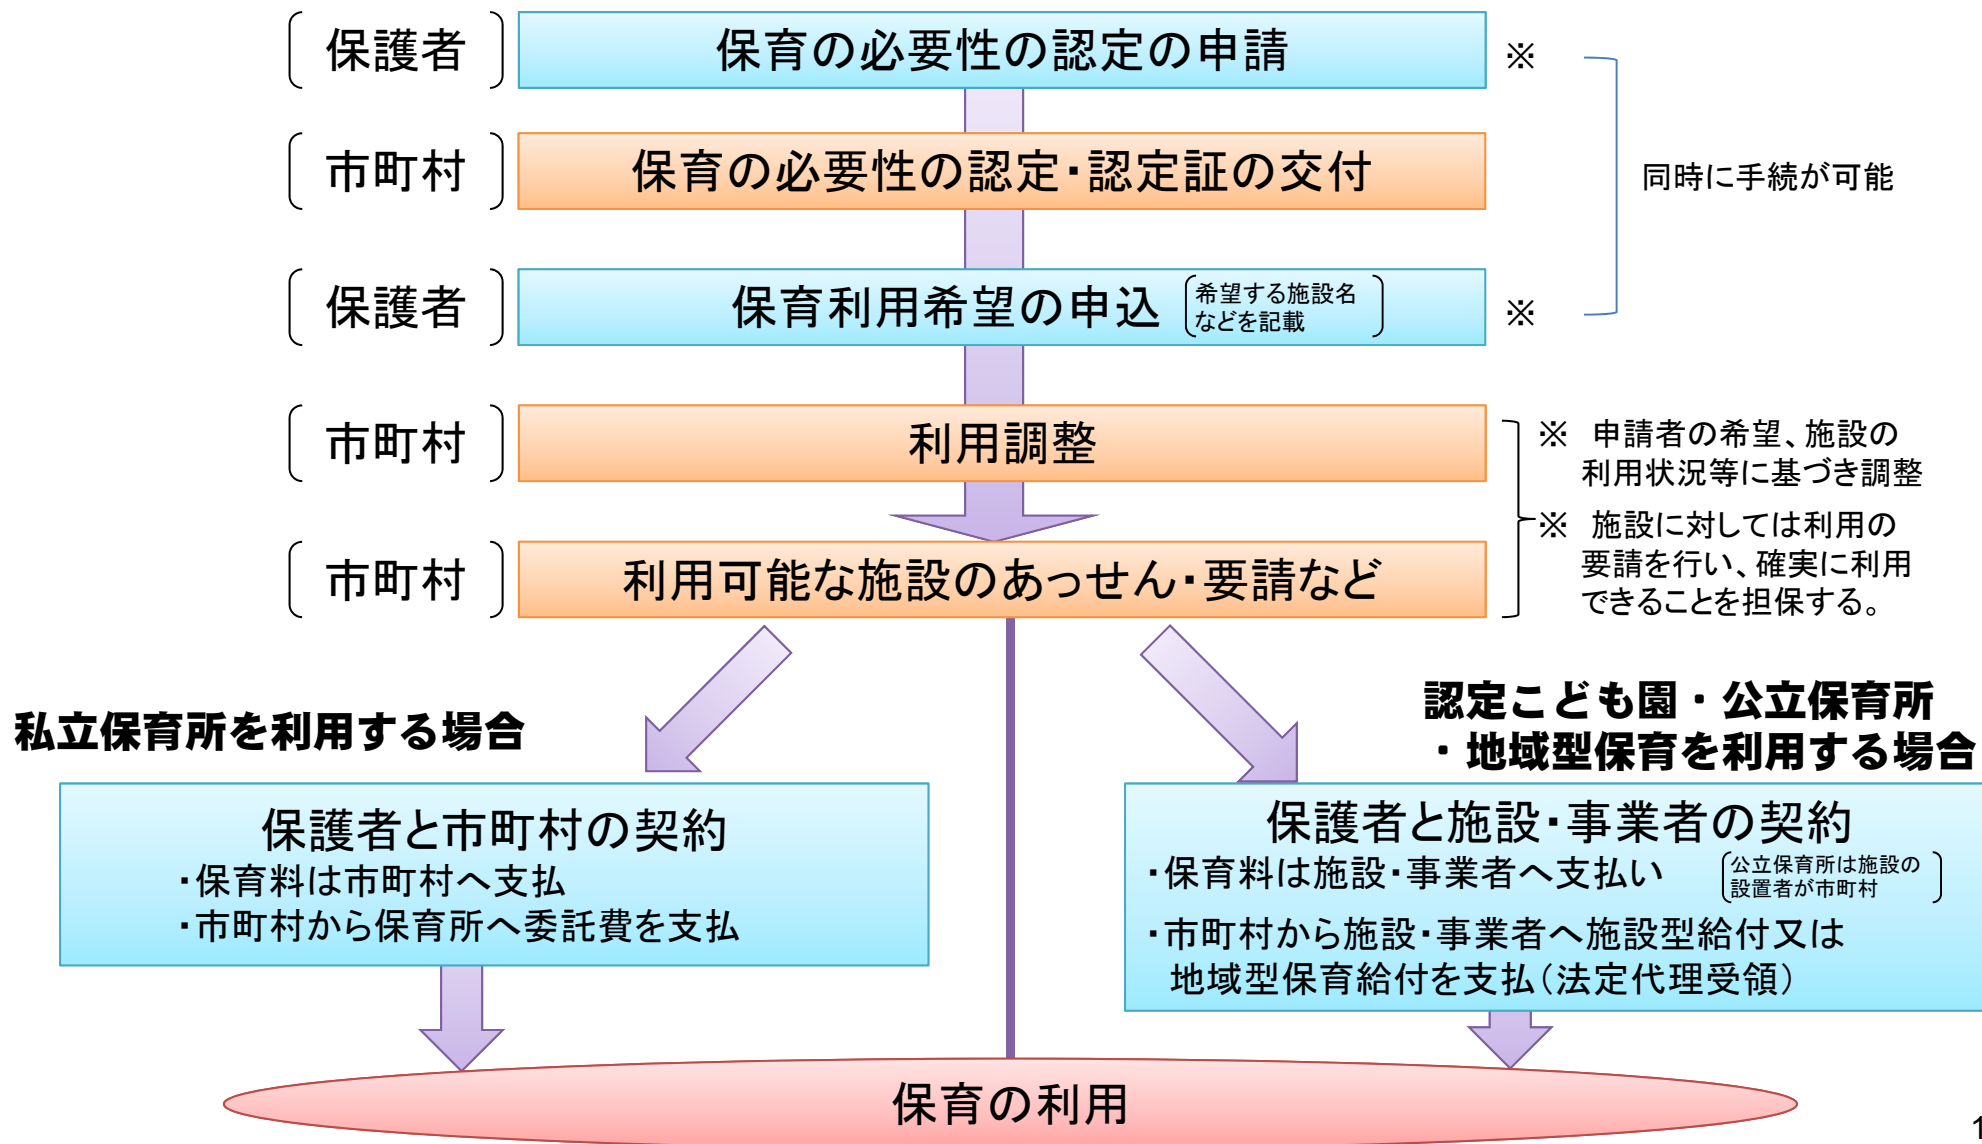 保護者
保育の必要性の認定の申請
※
市町村
保育の必要性の認定・認定証の交付
同時に手続が可能
保護者
保育利用希望の申込
希望する施設名
などを記載
※
市町村
利用調整
※ 申請者の希望、施設の
利用状況等に基づき調整
※ 施設に対しては利用の
要請を行い、確実に利用
できることを担保する。
市町村
利用可能な施設のあっせん・要請など
私立保育所を利用する場合
保護者と市町村の契約
・保育料は市町村へ支払
・市町村から保育所へ委託費を支払
認定こども園・公立保育所
・地域型保育を利用する場合
保護者と施設・事業者の契約
・保育料は施設・事業者へ支払い
公立保育所は施設の
設置者が市町村
・市町村から施設・事業者へ施設型給付又は
地域型保育給付を支払（法定代理受領）
保育の利用
1